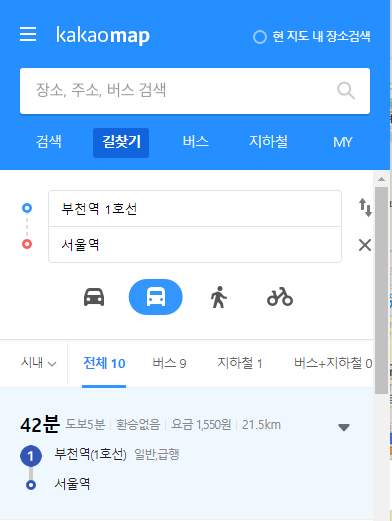 kakaomap
현 지도 내 장소검색
장소, 주소, 버스 검색
검색 길찾기 버스 지하철 MY
부천역 1호선
서울역
시내 전체 10 버스 9 지하철 1 버스+지하철 0
42분 도보5분 환승없음 요금 1,550원 21.5km
1 부천역(1호선) 일반,급행
서울역